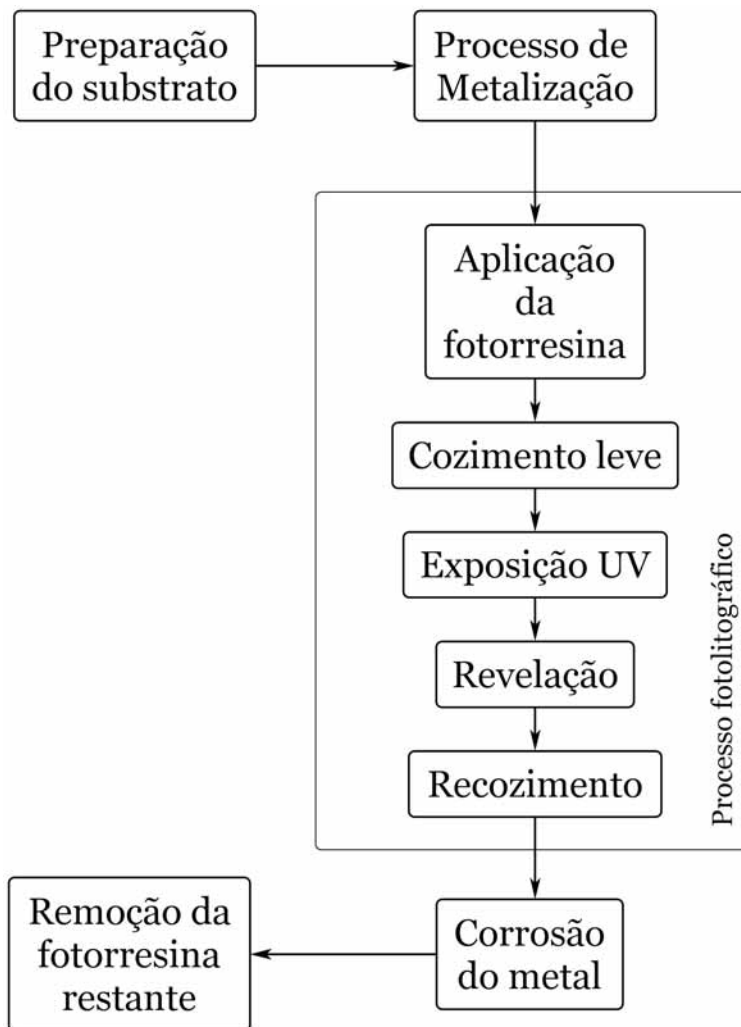 Preparação
do substrato
Processo de
Metalização
Aplicação
da
fotorresina
Cozimento leve
Exposição UV
Revelação
Recozimento
Processo fotolitográfico
Corrosão
do metal
Remoção da
fotorresina
restante